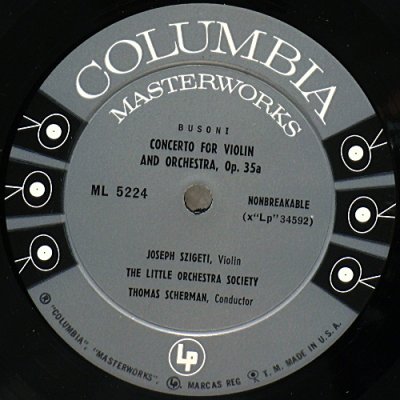 COLUMBIA
MASTERWORKS
BUSONI
CONCERTO FOR VIOLIN
AND ORCHESTRA, Op. 35a
ML 5224
NONBREAKABLE
(x"Lp" 34592)
JOSEPH SZIGETI, Violin
THE LITTLE ORCHESTRA SOCIETY
THOMAS SCHERMAN, Conductor
Lp
® "COLUMBIA", "MASTERWORKS", MARCAS REG ® T. M. MADE IN U. S. A.